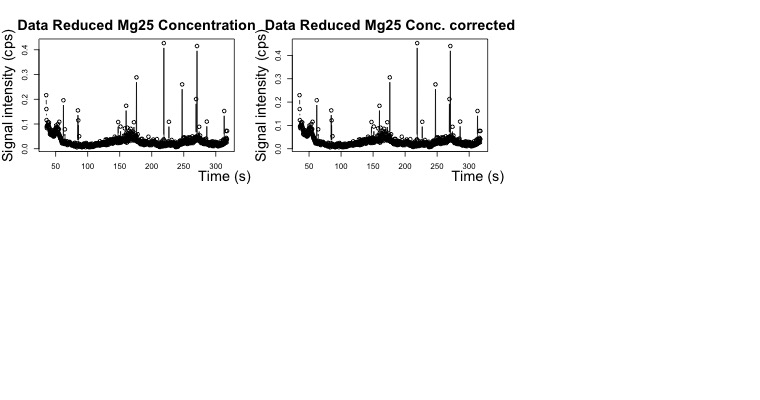 Data Reduced Mg25 Concentration
Signal intensity (cps)
0.0 0.1 0.2 0.3 0.4
50 100 150 200 250 300
Time (s)
Data Reduced Mg25 Conc. corrected
Signal intensity (cps)
0.0 0.1 0.2 0.3 0.4
50 100 150 200 250 300
Time (s)